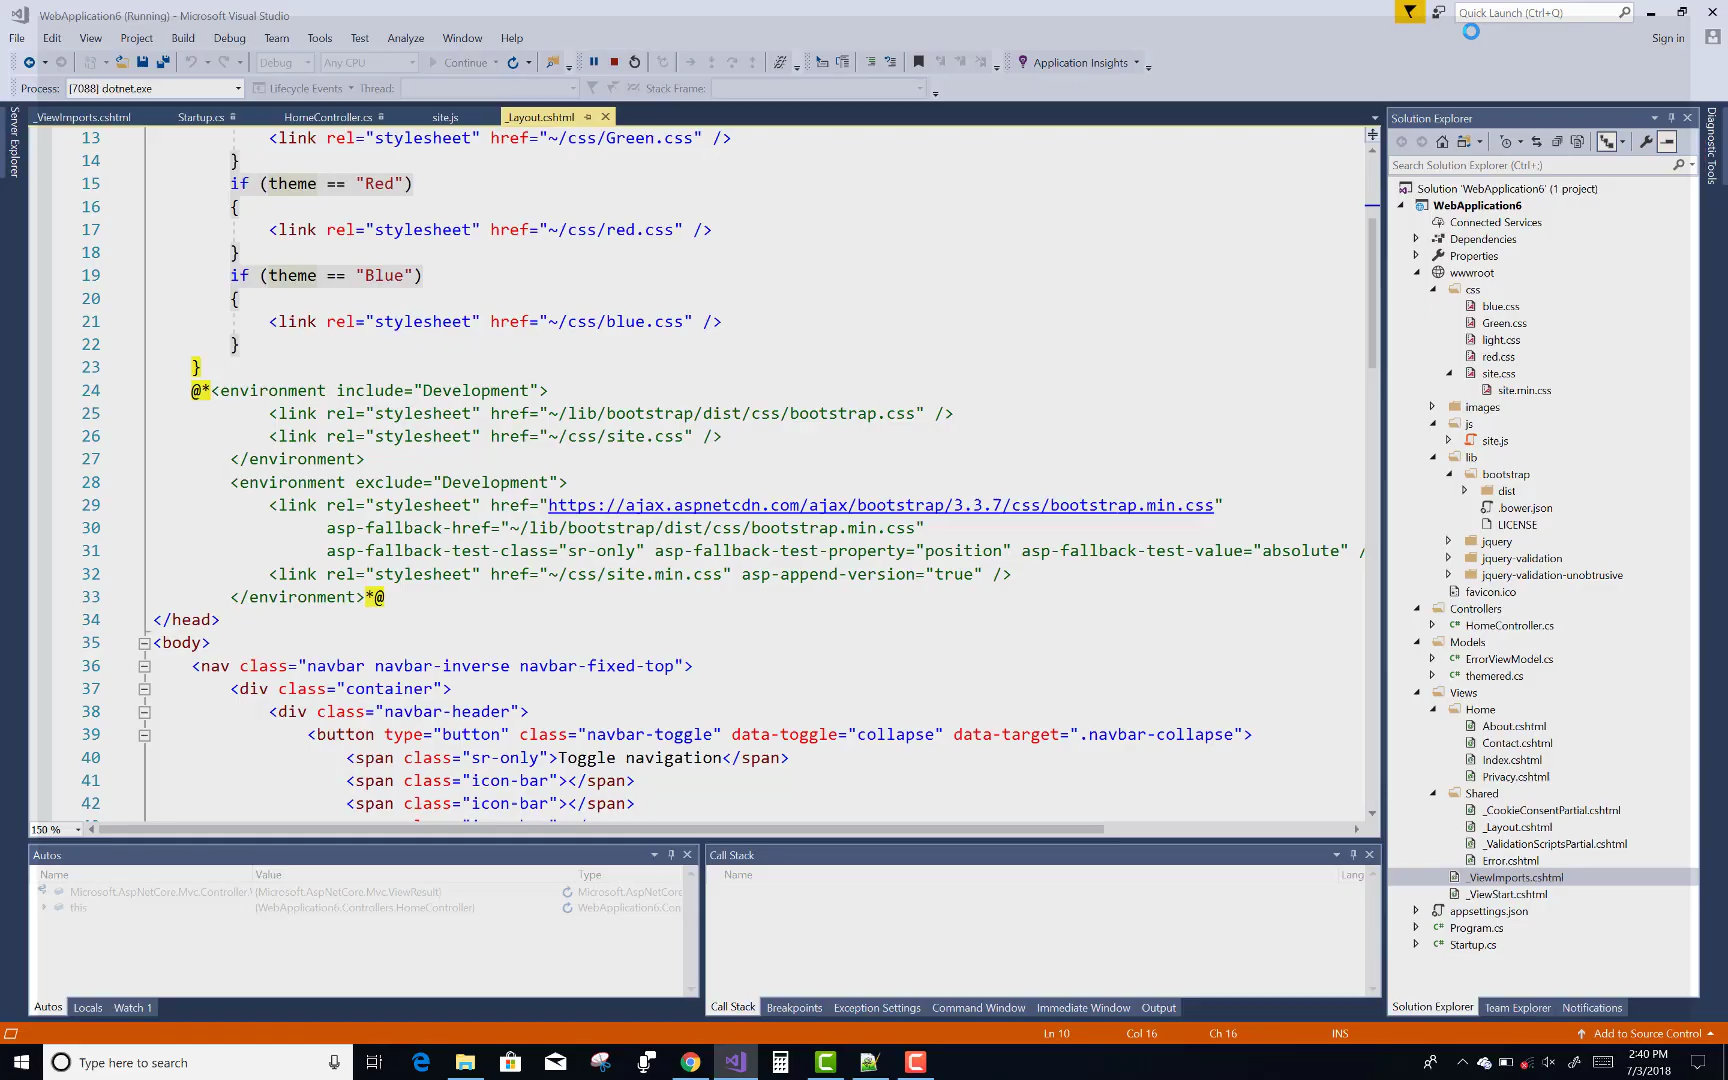 WebApplication6 (Running) - Microsoft Visual Studio
Quick Launch (Ctrl+Q)
File Edit View Project Build Debug Team Tools Test Analyze Window Help
Sign in
Debug Any CPU Continue Application Insights
Process: [7088] dotnet.exe Lifecycle Events Thread: Stack Frame:
Server Explorer
_ViewImports.cshtml Startup.cs HomeController.cs site.js _Layout.cshtml
13 <link rel="stylesheet" href="~/css/Green.css" />
14 }
15 if (theme == "Red")
16 {
17 <link rel="stylesheet" href="~/css/red.css" />
18 }
19 if (theme == "Blue")
20 {
21 <link rel="stylesheet" href="~/css/blue.css" />
22 }
23 }
24 @*<environment include="Development">
25 <link rel="stylesheet" href="~/lib/bootstrap/dist/css/bootstrap.css" />
26 <link rel="stylesheet" href="~/css/site.css" />
27 </environment>
28 <environment exclude="Development">
29 <link rel="stylesheet" href="https://ajax.aspnetcdn.com/ajax/bootstrap/3.3.7/css/bootstrap.min.css"
30 asp-fallback-href="~/lib/bootstrap/dist/css/bootstrap.min.css"
31 asp-fallback-test-class="sr-only" asp-fallback-test-property="position" asp-fallback-test-value="absolute" /
32 <link rel="stylesheet" href="~/css/site.min.css" asp-append-version="true" />
33 </environment>*@
34 </head>
35 <body>
36 <nav class="navbar navbar-inverse navbar-fixed-top">
37 <div class="container">
38 <div class="navbar-header">
39 <button type="button" class="navbar-toggle" data-toggle="collapse" data-target=".navbar-collapse">
40 <span class="sr-only">Toggle navigation</span>
41 <span class="icon-bar"></span>
42 <span class="icon-bar"></span>
150 %
Autos
Name Value Type
Microsoft.AspNetCore.Mvc.Controller. {Microsoft.AspNetCore.Mvc.ViewResult} Microsoft.AspNetCore
this {WebApplication6.Controllers.HomeController} WebApplication6.Con
Autos Locals Watch 1
Call Stack
Name Lang
Call Stack Breakpoints Exception Settings Command Window Immediate Window Output
Solution Explorer
Search Solution Explorer (Ctrl+;)
Solution 'WebApplication6' (1 project)
WebApplication6
Connected Services
Dependencies
Properties
wwwroot
css
blue.css
Green.css
light.css
red.css
site.css
site.min.css
images
js
site.js
lib
bootstrap
dist
.bower.json
LICENSE
jquery
jquery-validation
jquery-validation-unobtrusive
favicon.ico
Controllers
HomeController.cs
Models
ErrorViewModel.cs
themered.cs
Views
Home
About.cshtml
Contact.cshtml
Index.cshtml
Privacy.cshtml
Shared
_CookieConsentPartial.cshtml
_Layout.cshtml
_ValidationScriptsPartial.cshtml
Error.cshtml
_ViewImports.cshtml
_ViewStart.cshtml
appsettings.json
Program.cs
Startup.cs
Solution Explorer Team Explorer Notifications
Diagnostic Tools
Ln 10 Col 16 Ch 16 INS Add to Source Control
Type here to search
2:40 PM
7/3/2018